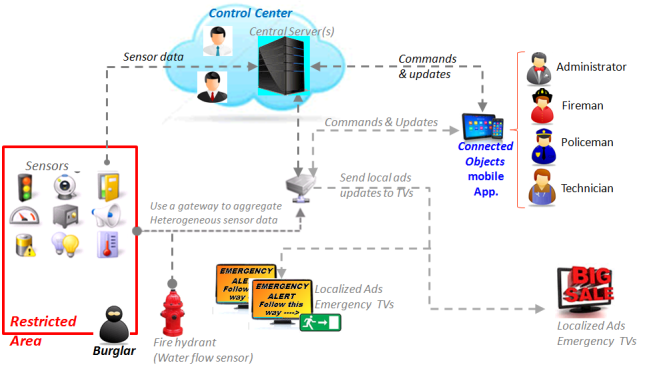 Control Center
Central Server(s)
Sensor data
Commands
& updates
Administrator
Fireman
Policeman
Technician
Commands & Updates
Connected
Objects
mobile
App.
Sensors
Send local ads
updates to TVs
Use a gateway to aggregate
Heterogeneous sensor data
EMERGENCY
ALERT
Follow
way
EMERGENCY
ALERT
Follow this
way ---->
Localized Ads
Emergency TVs
BIG
SALE
Localized Ads
Emergency TVs
Restricted
Area
Burglar
Fire hydrant
(Water flow sensor)